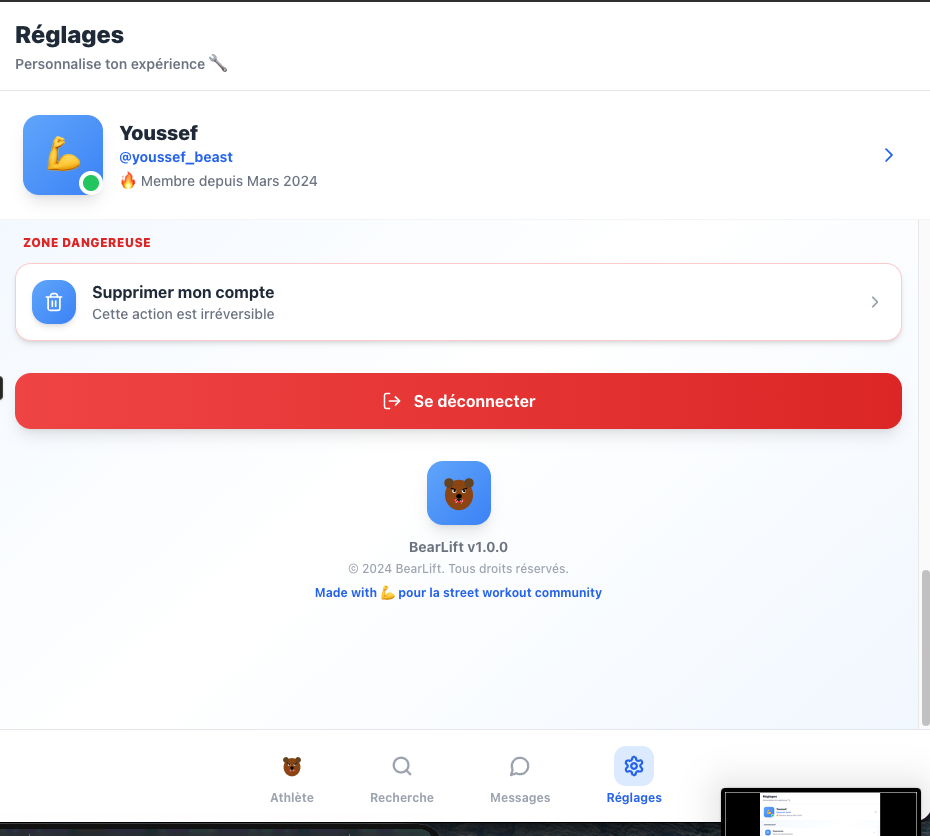 Réglages
Personnalise ton expérience
Youssef
@youssef_beast
Membre depuis Mars 2024
ZONE DANGEREUSE
Supprimer mon compte
Cette action est irréversible
Se déconnecter
BearLift v1.0.0
© 2024 BearLift. Tous droits réservés.
Made with 💪 pour la street workout community
Athlète
Recherche
Messages
Réglages